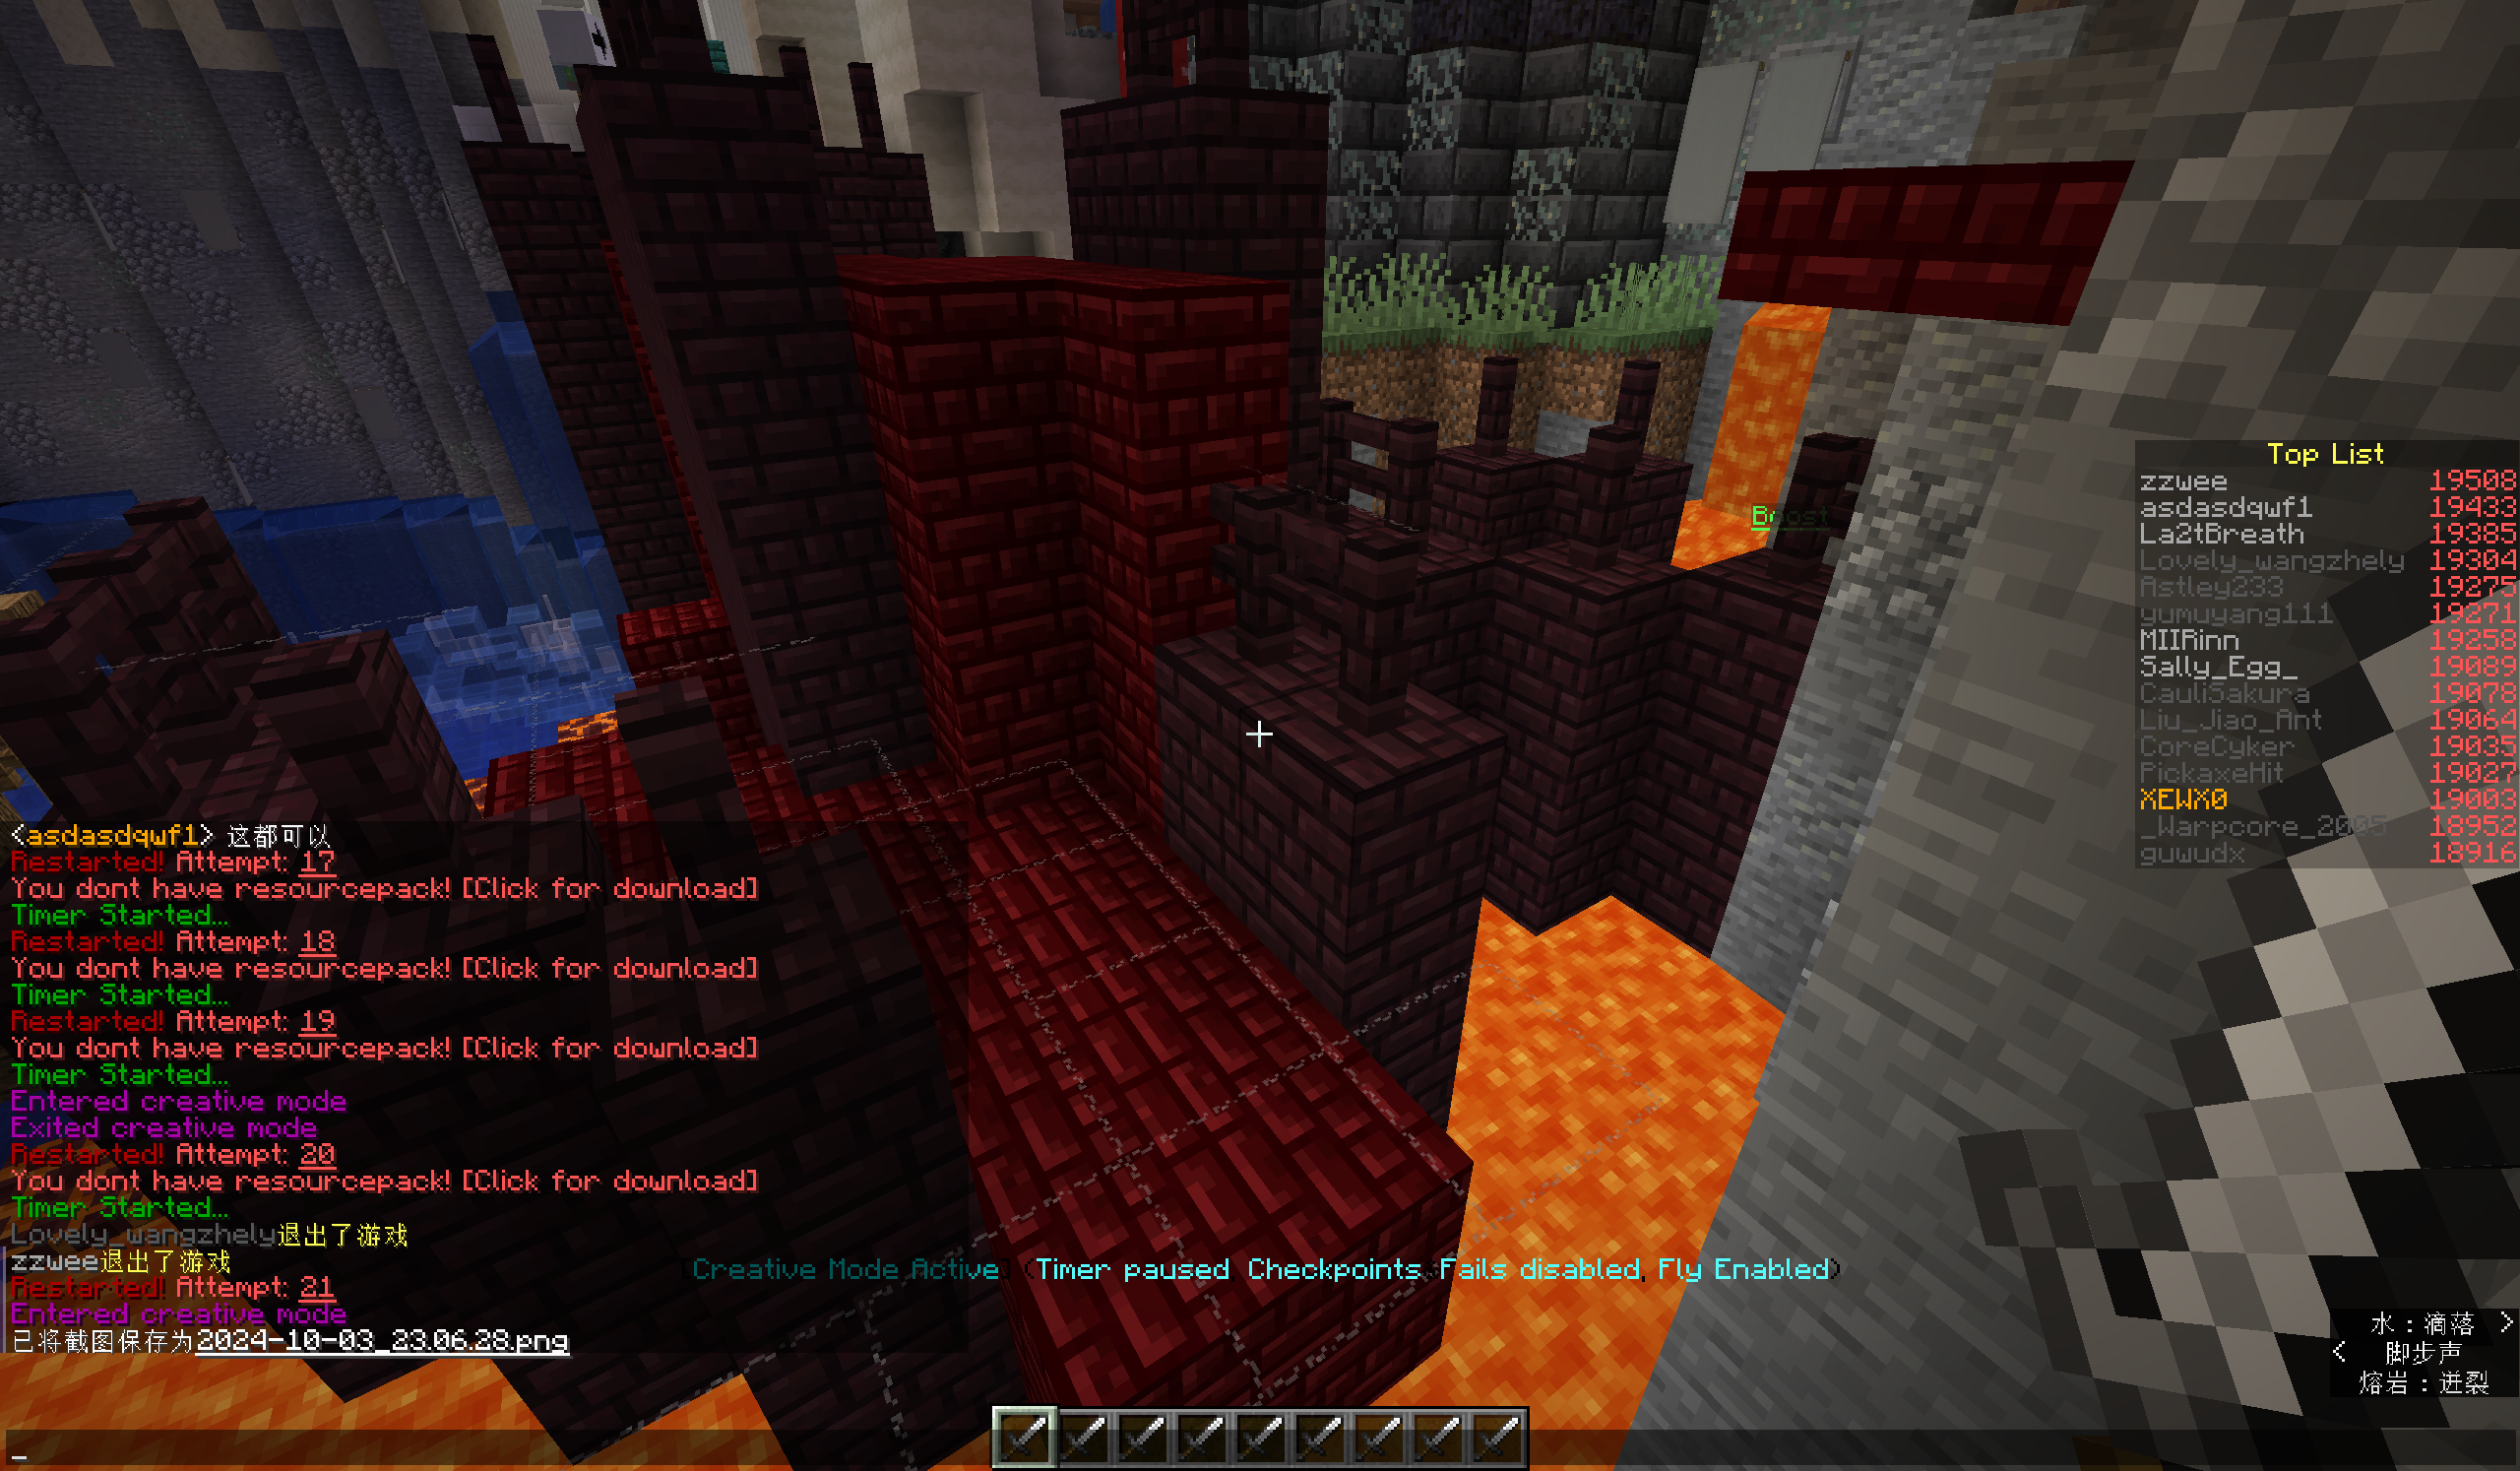 Boost
Top List
zzwee 19508
asdasdqwf1 19433
La2tBreath 19385
Lovely_wangzhely 19304
Astley233 19275
yumuyang111 19271
MIIRinn 19258
Sally_Egg_ 19089
CauliSakura 19078
Liu_Jiao_Ant 19064
CoreCyker 19035
PickaxeHit 19027
XEWX0 19003
_Warpcore_2005 18952
guwudx 18916
<asdasdqwf1> 这都可以
Restarted! Attempt: 17
You dont have resourcepack! [Click for download]
Timer Started...
Restarted! Attempt: 18
You dont have resourcepack! [Click for download]
Timer Started...
Restarted! Attempt: 19
You dont have resourcepack! [Click for download]
Timer Started...
Entered creative mode
Exited creative mode
Restarted! Attempt: 20
You dont have resourcepack! [Click for download]
Timer Started...
Lovely_wangzhely退出了游戏
zzwee退出了游戏
Restarted! Attempt: 21
Entered creative mode
已将截图保存为2024-10-03_23.06.28.png
Creative Mode Active (Timer paused, Checkpoints, Fails disabled, Fly Enabled)
水：滴落 >
< 脚步声
熔岩：迸裂
_